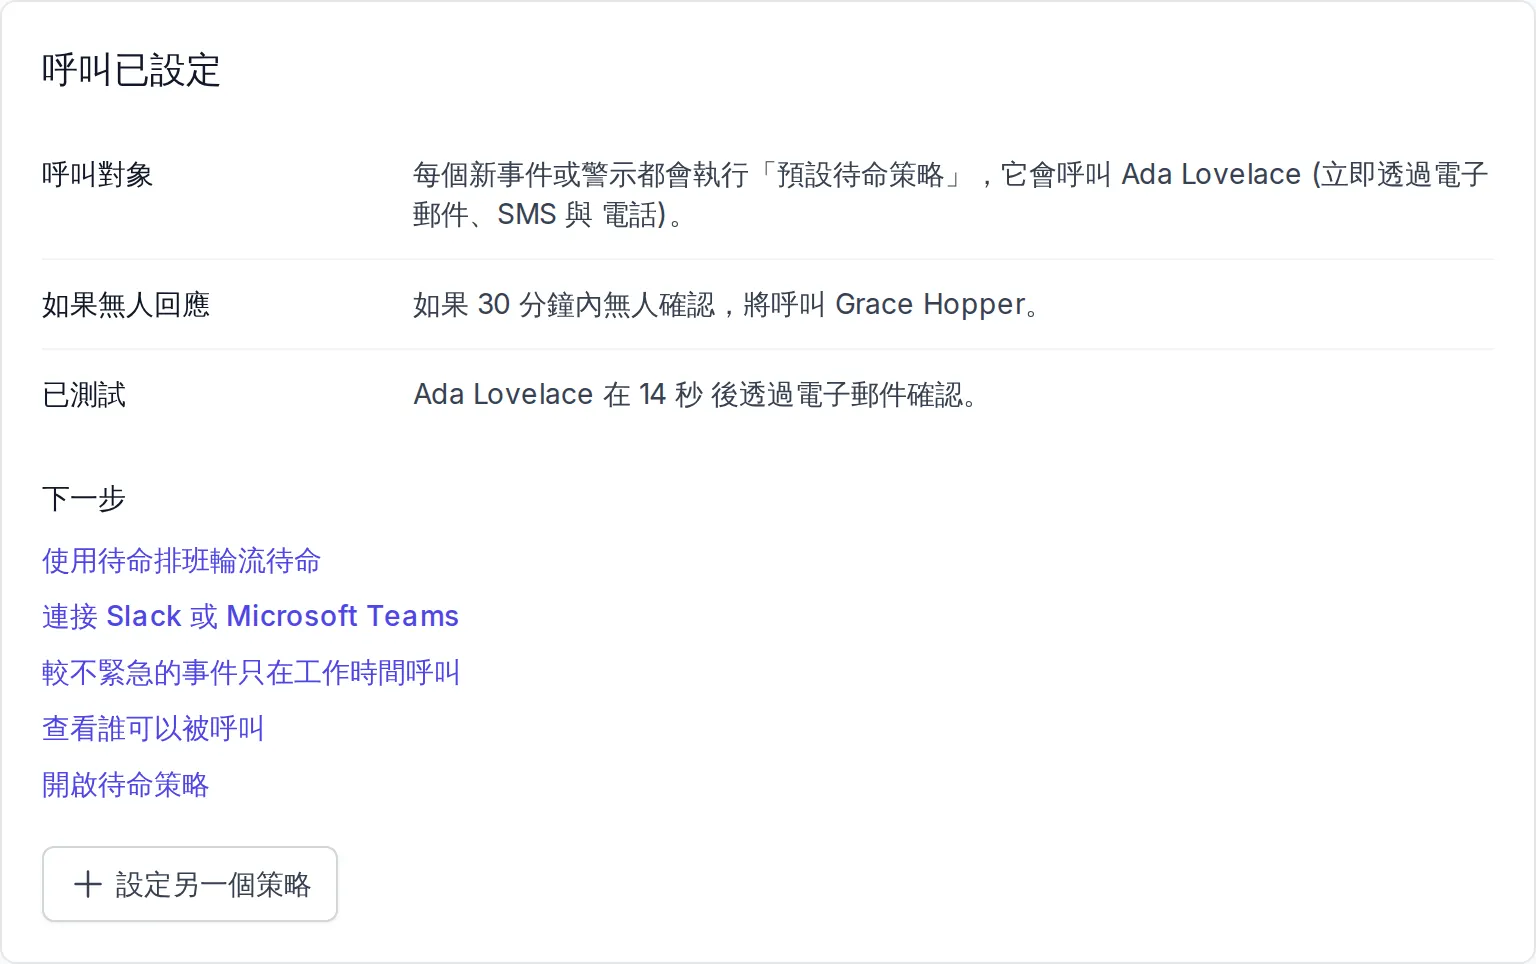 呼叫已設定
呼叫對象
每個新事件或警示都會執行「預設待命策略」，它會呼叫 Ada Lovelace (立即透過電子
郵件、SMS 與 電話)。
如果無人回應
如果 30 分鐘內無人確認，將呼叫 Grace Hopper。
已測試
Ada Lovelace 在 14 秒 後透過電子郵件確認。
下一步
使用待命排班輪流待命
連接 Slack 或 Microsoft Teams
較不緊急的事件只在工作時間呼叫
查看誰可以被呼叫
開啟待命策略
設定另一個策略